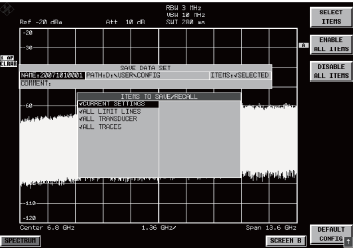 RBW 3 MHz
VBW 10 MHz
Ref -20 dBm Att 10 dB SWT 280 ms
SELECT ITEMS
ENABLE ALL ITEMS
DISABLE ALL ITEMS
-20
-30
A
1 AP
CLRWR
SAVE DATA SET
NAME:20071010001 PATH:D:\USER\CONFIG ITEMS:√SELECTED
COMMENT:
ITEMS TO SAVE/RECALL
√CURRENT SETTINGS
√ALL LIMIT LINES
√ALL TRANSDUCER
√ALL TRACES
-60
-110
-120
Center 6.8 GHz 1.36 GHz/ Span 13.6 GHz
SPECTRUM
SCREEN B
DEFAULT CONFIG